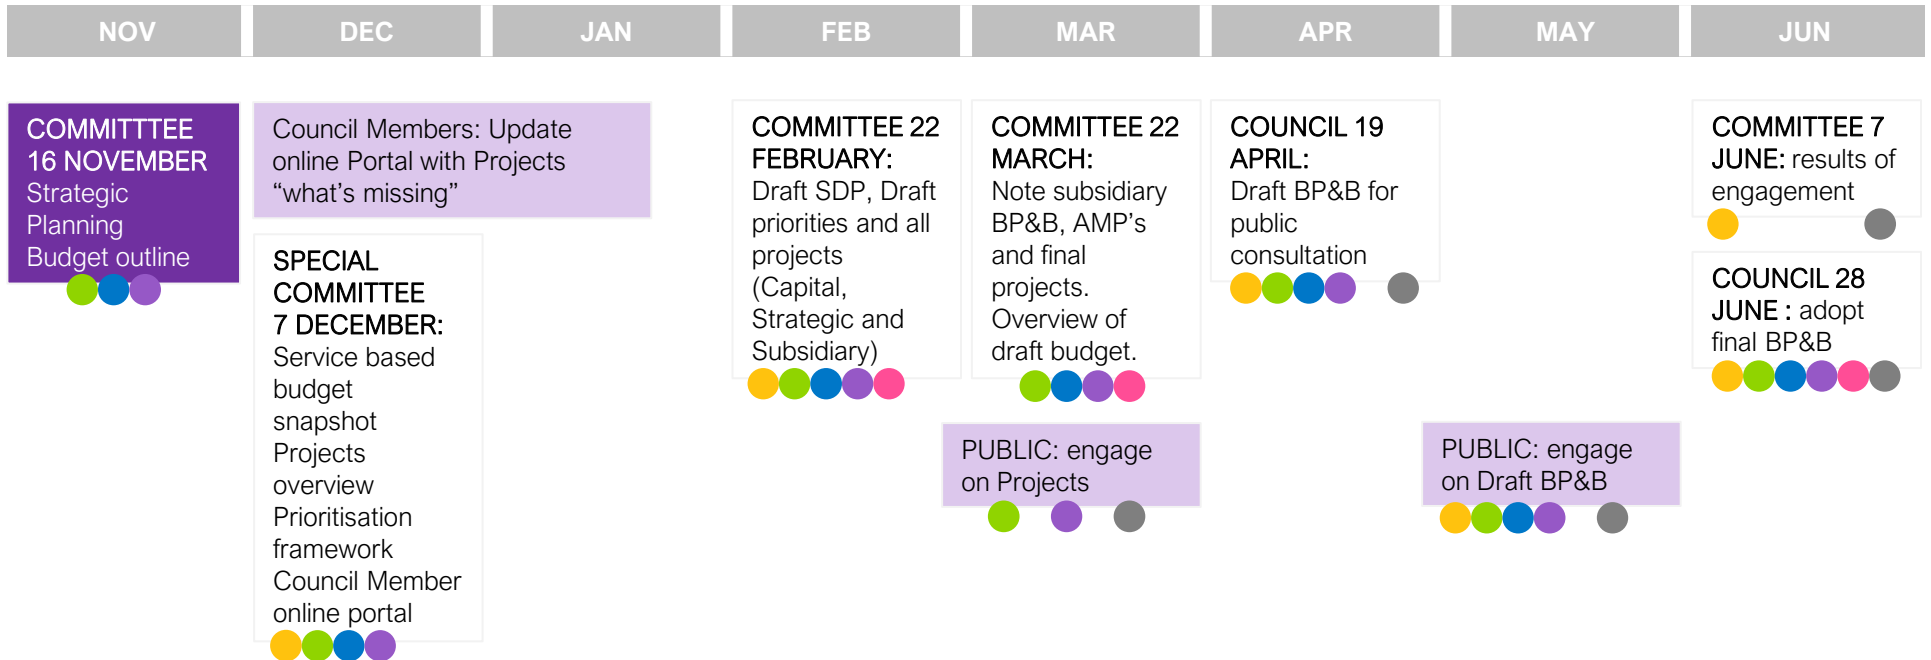 NOV
DEC
JAN
FEB
MAR
APR
MAY
JUN
COMMITTTEE
16 NOVEMBER
Strategic
Planning
Budget outline
Council Members: Update
online Portal with Projects
“what’s missing”
SPECIAL
COMMITTEE
7 DECEMBER:
Service based
budget
snapshot
Projects
overview
Prioritisation
framework
Council Member
online portal
COMMITTEE 22
FEBRUARY:
Draft SDP, Draft
priorities and all
projects
(Capital,
Strategic and
Subsidiary)
COMMITTEE 22
MARCH:
Note subsidiary
BP&B, AMP’s
and final
projects.
Overview of
draft budget.
PUBLIC: engage
on Projects
COUNCIL 19
APRIL:
Draft BP&B for
public
consultation
PUBLIC: engage
on Draft BP&B
COMMITTEE 7
JUNE: results of
engagement
COUNCIL 28
JUNE : adopt
final BP&B